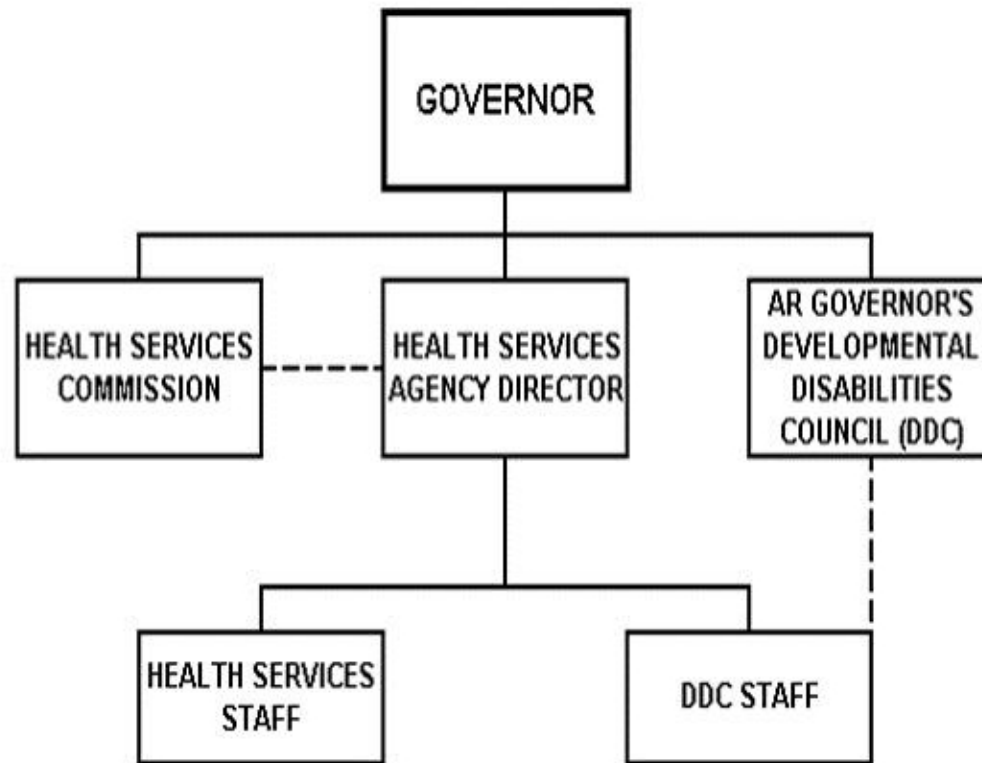 GOVERNOR
HEALTH SERVICES
COMMISSION
HEALTH SERVICES
AGENCY DIRECTOR
AR GOVERNOR'S
DEVELOPMENTAL
DISABILITIES
COUNCIL (DDC)
HEALTH SERVICES
STAFF
DDC STAFF